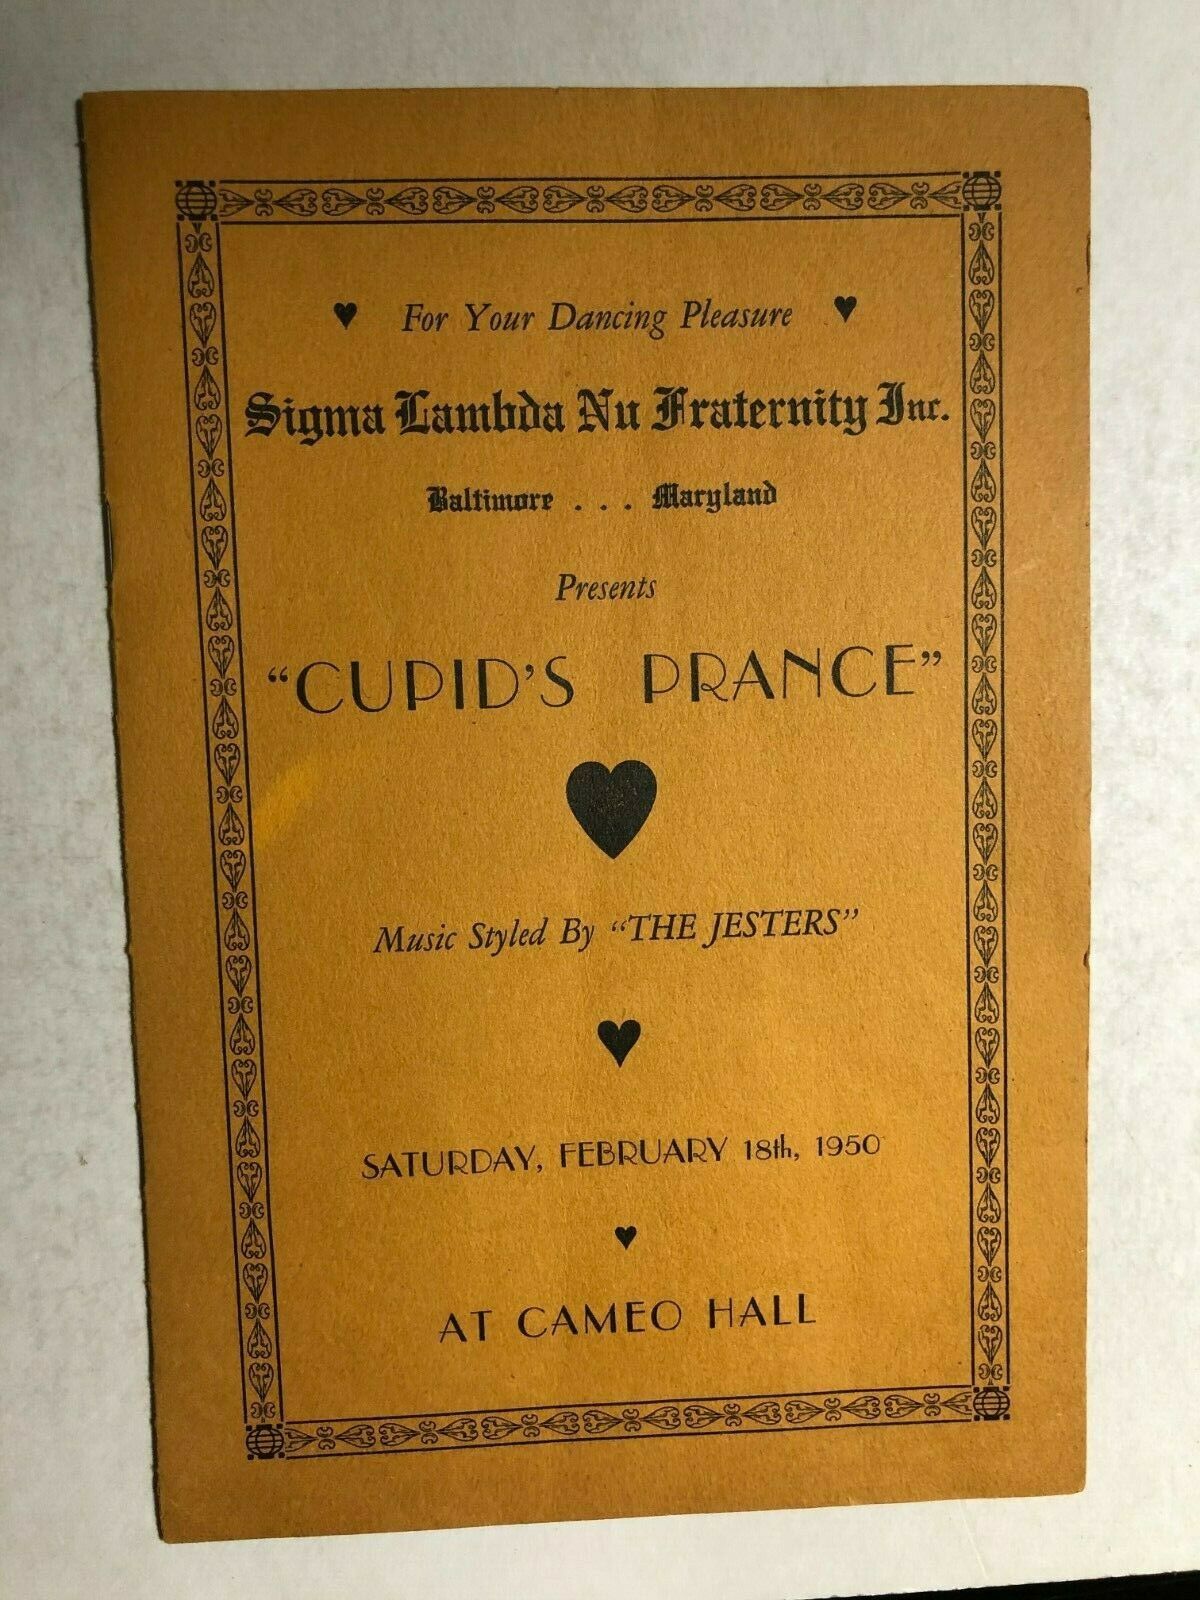 For Your Dancing Pleasure
Sigma Lambda Nu Fraternity Inc.
Baltimore . . . Maryland
Presents
“CUPID’S PRANCE”
Music Styled By “THE JESTERS”
SATURDAY, FEBRUARY 18th, 1950
AT CAMEO HALL